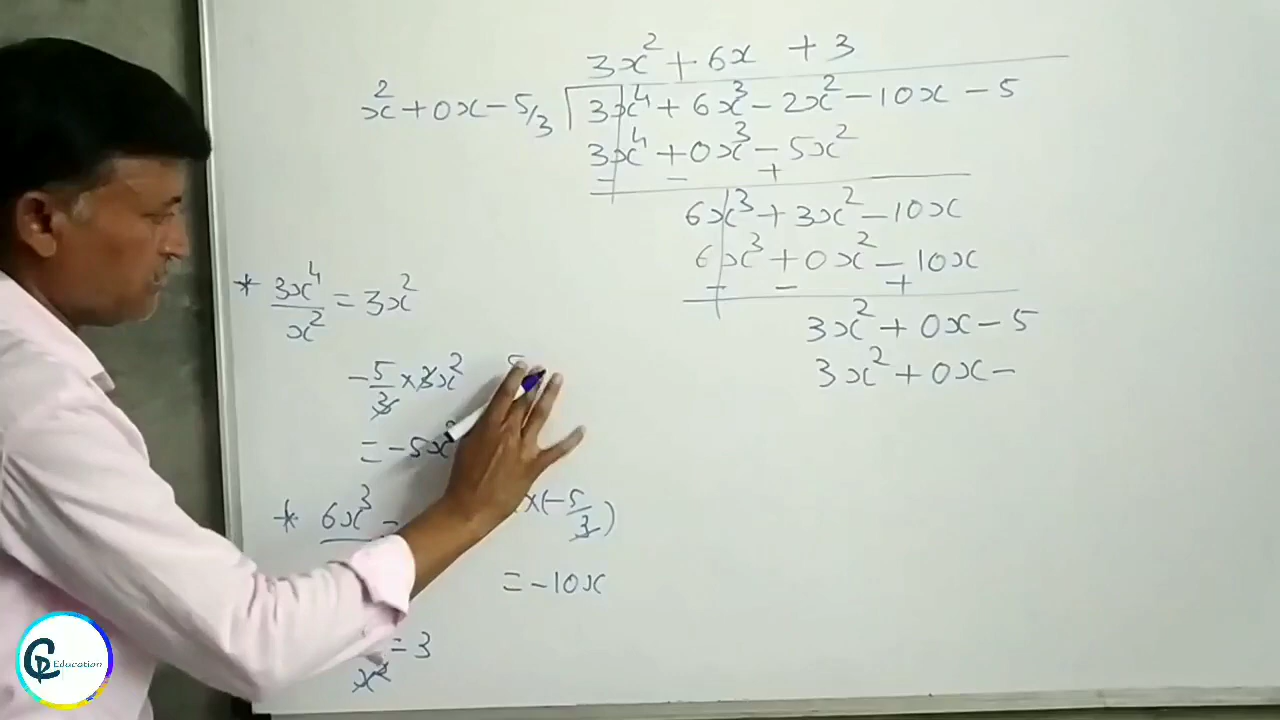 3x² + 6x + 3
x² + 0x - 5/3
3x⁴ + 6x³ - 2x² - 10x - 5
3x⁴ + 0x³ - 5x²
- - +
6x³ + 3x² - 10x
6x³ + 0x² - 10x
- - +
3x² + 0x - 5
3x² + 0x -
* 3x⁴/x² = 3x²
-5/3 × 3x²
= -5x²
* 6x³
×(-5/3)
= -10x
x² = 3
CD Education